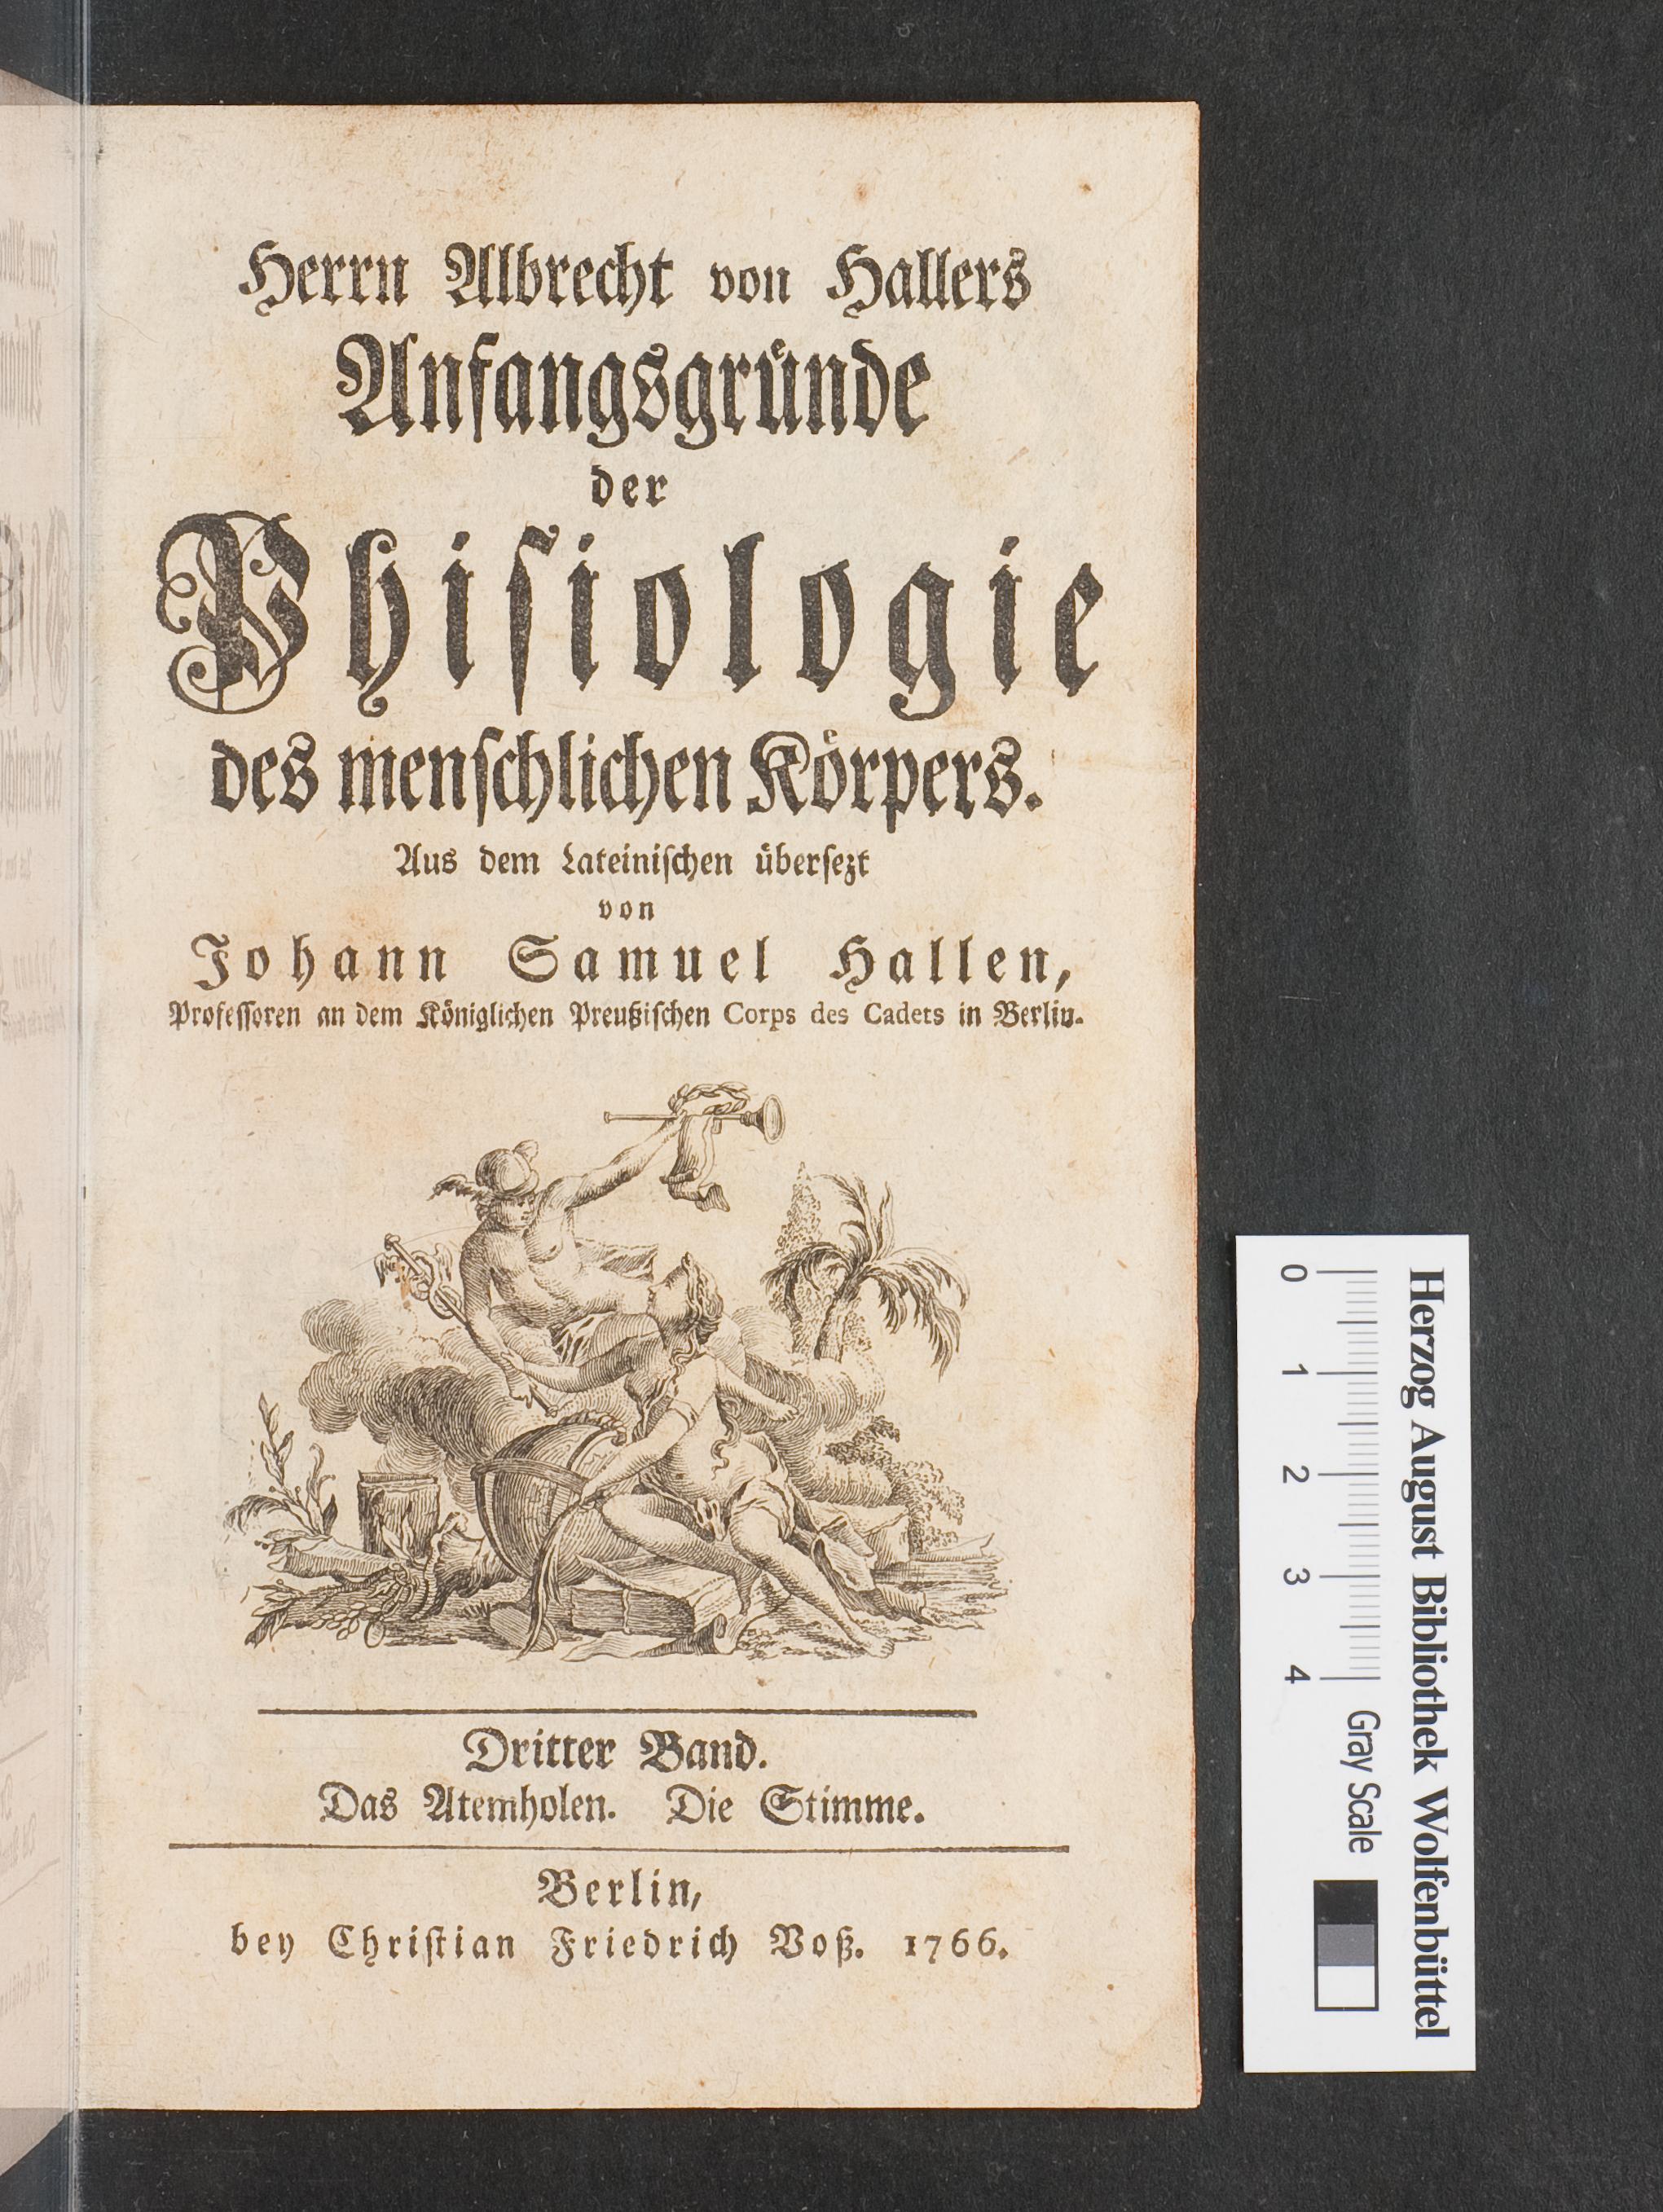 Herrn Albrecht von Hallers
Anfangsgründe
der
Phiſiologie
des menſchlichen Körpers.
Aus dem Lateiniſchen überſezt
von
Johann Samuel Hallen,
Profeſſoren an dem Königlichen Preußiſchen Corps des Cadets in Berlin.
Dritter Band.
Das Atemholen. Die Stimme.
Berlin,
bey Chriſtian Friedrich Voß. 1766.
Herzog August Bibliothek Wolfenbüttel
0 1 2 3 4 Gray Scale